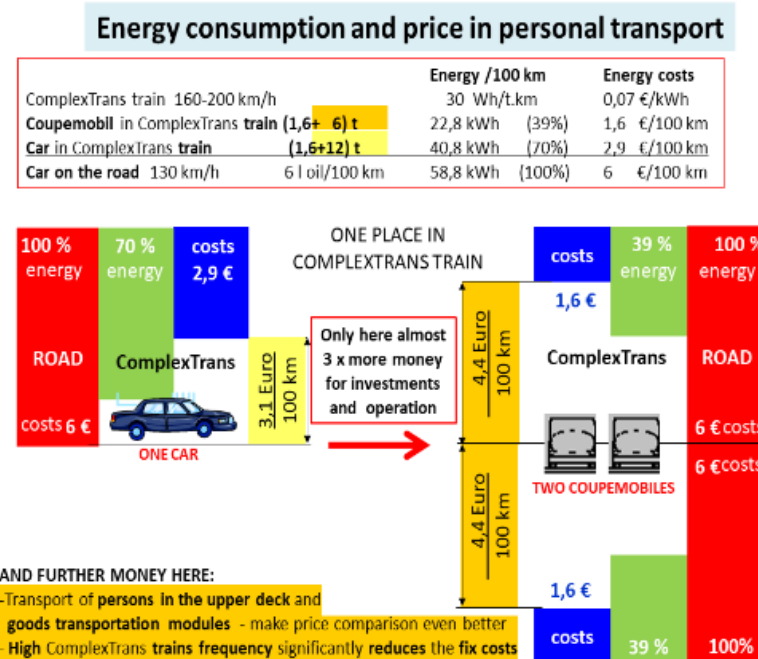 Energy consumption and price in personal transport
Energy /100 km Energy costs
ComplexTrans train 160-200 km/h 30 Wh/t.km 0,07 €/kWh
Coupemobil in ComplexTrans train (1,6+ 6) t 22,8 kWh (39%) 1,6 €/100 km
Car in ComplexTrans train (1,6+12) t 40,8 kWh (70%) 2,9 €/100 km
Car on the road 130 km/h 6 l oil/100 km 58,8 kWh (100%) 6 €/100 km
100 %
energy
ROAD
costs 6 €
70 %
energy
costs
2,9 €
ComplexTrans
ONE CAR
3,1 Euro
100 km
ONE PLACE IN
COMPLEXTRANS TRAIN
Only here almost
3 x more money
for investments
and operation
4,4 Euro
100 km
4,4 Euro
100 km
costs
1,6 €
39 %
energy
100 %
energy
ComplexTrans
ROAD
6 € costs
6 € costs
TWO COUPEMOBILES
1,6 €
costs
39 %
100%
AND FURTHER MONEY HERE:
-Transport of persons in the upper deck and
goods transportation modules - make price comparison even better
- High ComplexTrans trains frequency significantly reduces the fix costs